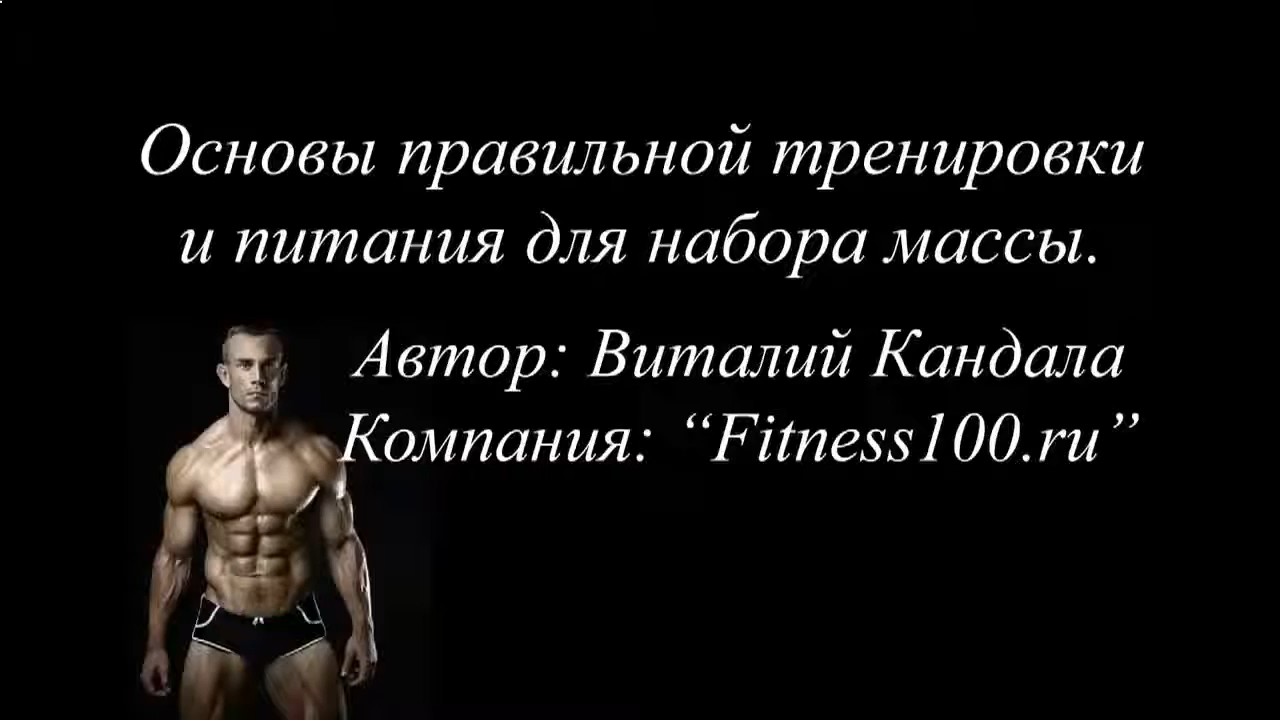 Основы правильной тренировки
и питания для набора массы.
Автор: Виталий Кандала
Компания: “Fitness100.ru”